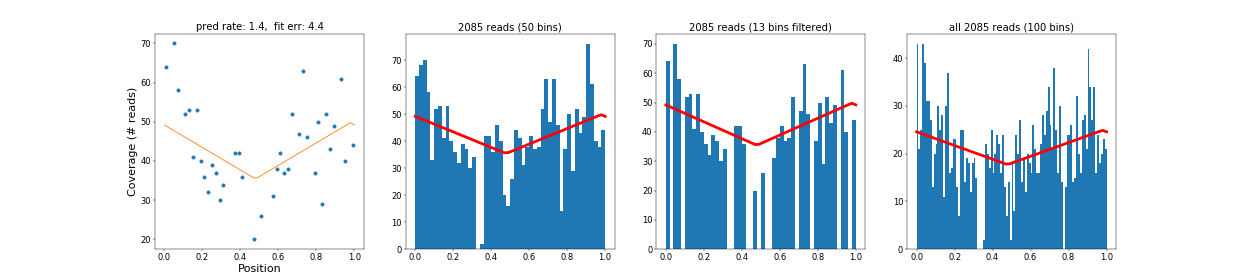 pred rate: 1.4,  fit err: 4.4
Coverage (# reads)
70
60
50
40
30
20
0.0 0.2 0.4 0.6 0.8 1.0
Position
2085 reads (50 bins)
70
60
50
40
30
20
10
0
0.0 0.2 0.4 0.6 0.8 1.0
2085 reads (13 bins filtered)
70
60
50
40
30
20
10
0
0.0 0.2 0.4 0.6 0.8 1.0
all 2085 reads (100 bins)
40
30
20
10
0
0.0 0.2 0.4 0.6 0.8 1.0